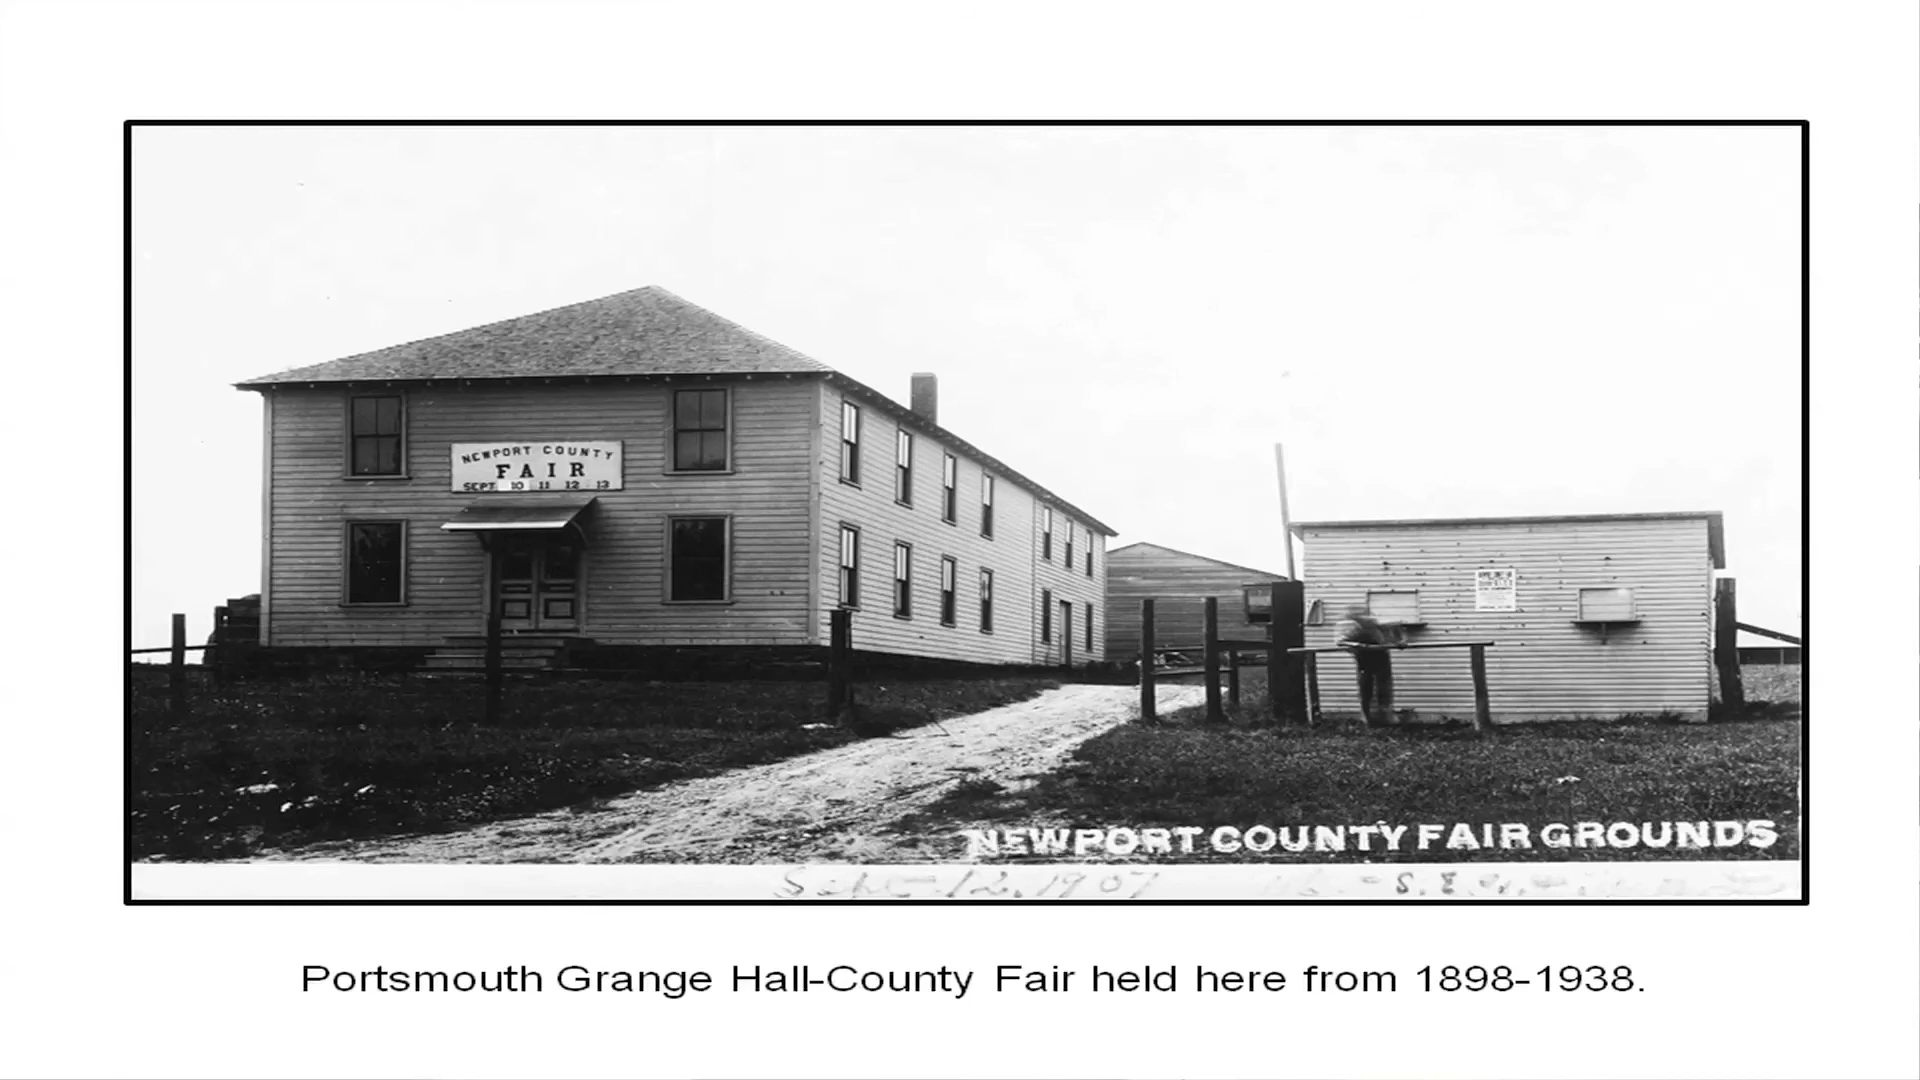 NEWPORT COUNTY
FAIR
SEPT. 10 11 12 13
NEWPORT COUNTY FAIR GROUNDS
Sept 12, 1907
Portsmouth Grange Hall-County Fair held here from 1898-1938.